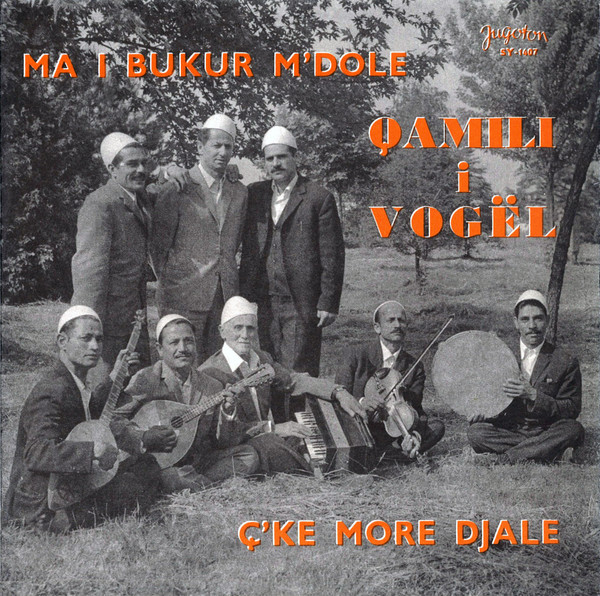 Jugoton
SY-1407
MA I BUKUR M'DOLE
QAMILI
i
VOGËL
Ç'KE MORE DJALE